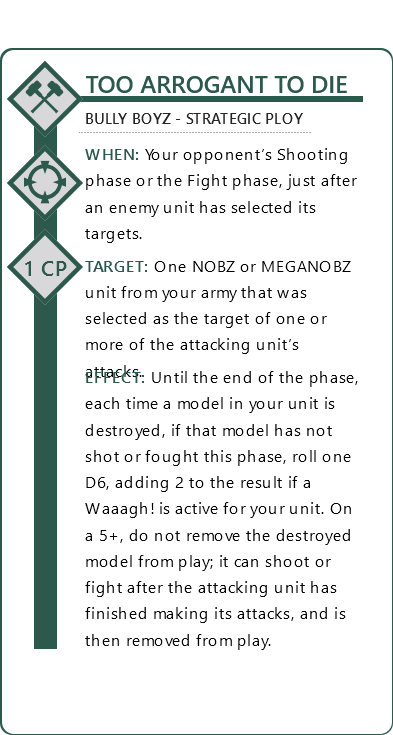 TOO ARROGANT TO DIE
BULLY BOYZ - STRATEGIC PLOY
WHEN: Your opponent's Shooting
phase or the Fight phase, just after
an enemy unit has selected its
targets.
1 CP
TARGET: One NOBZ or MEGANOBZ
unit from your army that was
selected as the target of one or
more of the attacking unit's
attacks.
EFFECT: Until the end of the phase,
each time a model in your unit is
destroyed, if that model has not
shot or fought this phase, roll one
D6, adding 2 to the result if a
Waaagh! is active for your unit. On
a 5+, do not remove the destroyed
model from play; it can shoot or
fight after the attacking unit has
finished making its attacks, and is
then removed from play.